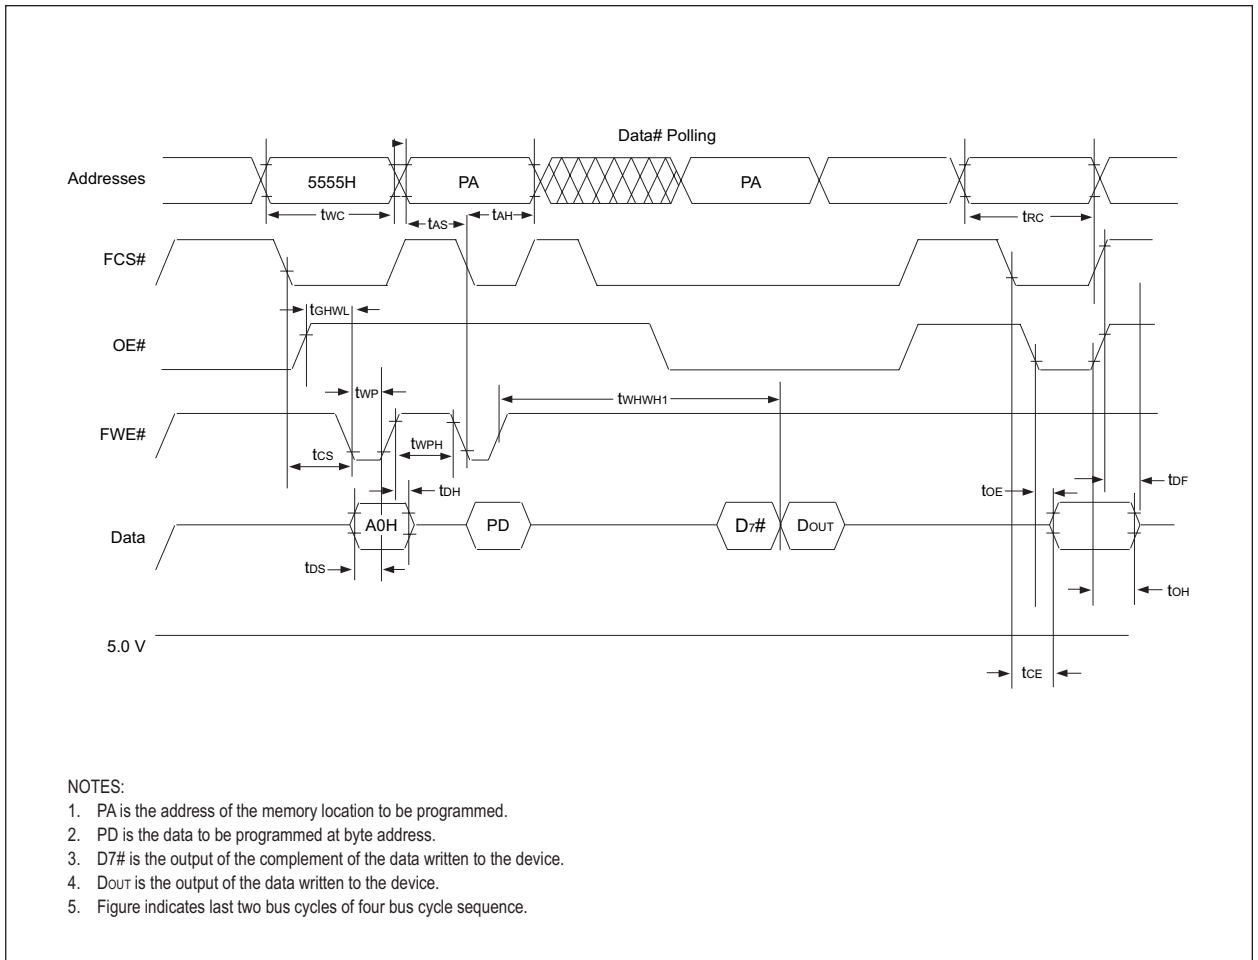 Data# Polling
Addresses 5555H PA PA
tWC tAS tAH tRC
FCS#
tGHWL
OE#
tWP tWHWH1
FWE#
tCS tWPH
tDH tOE tDF
Data A0H PD D7# DOUT
tDS tOH
5.0 V
tCE
NOTES:
1. PA is the address of the memory location to be programmed.
2. PD is the data to be programmed at byte address.
3. D7# is the output of the complement of the data written to the device.
4. DOUT is the output of the data written to the device.
5. Figure indicates last two bus cycles of four bus cycle sequence.